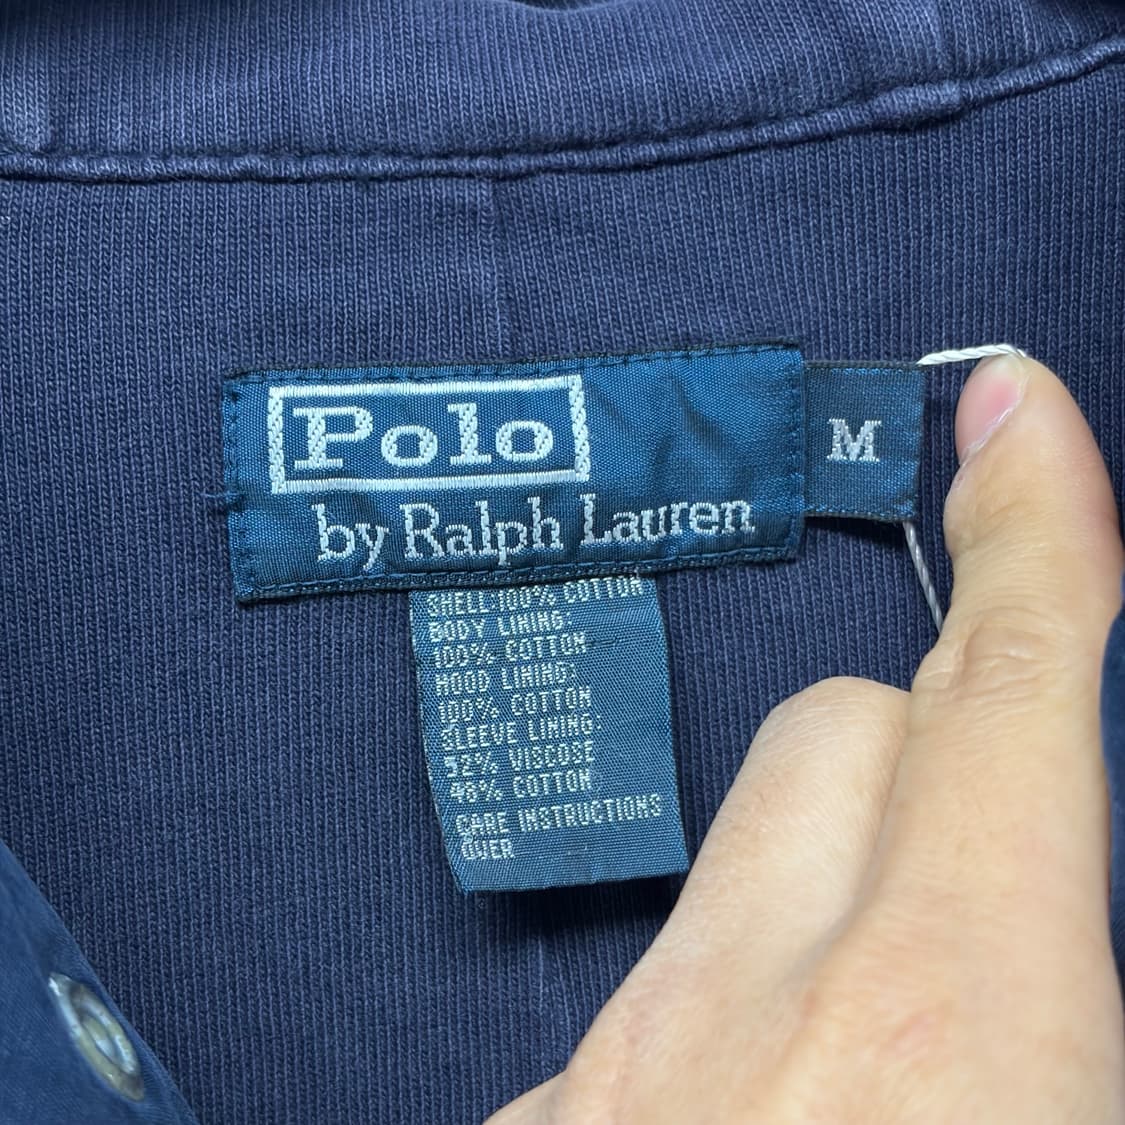 Polo
by Ralph Lauren
M
SHELL 100% COTTON
BODY LINING
100% COTTON
HOOD LINING:
100% COTTON
SLEEVE LINING:
52% VISCOSE
48% COTTON
CARE INSTRUCTIONS
OVER